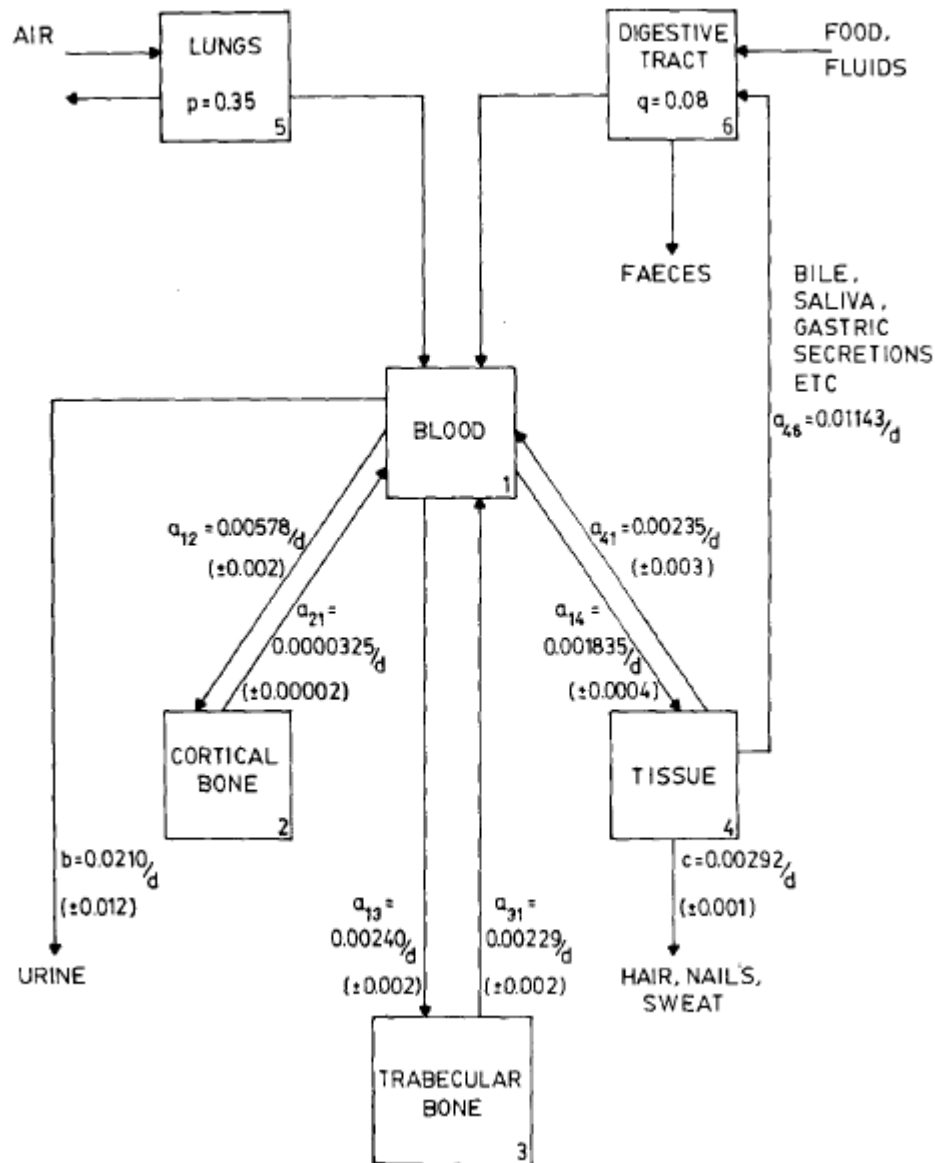 AIR
LUNGS
p=0.35
5
DIGESTIVE
TRACT
q=0.08
6
FOOD,
FLUIDS
FAECES
BILE,
SALIVA,
GASTRIC
SECRETIONS
ETC
a46=0.01143/d
BLOOD
1
a12=0.00578/d
(±0.002)
a21=
0.0000325/d
(±0.00002)
a41=0.00235/d
(±0.003)
a14=
0.001835/d
(±0.0004)
CORTICAL
BONE
2
TISSUE
4
b=0.0210/d
(±0.012)
URINE
a13=
0.00240/d
(±0.002)
a31=
0.00229/d
(±0.002)
c=0.00292/d
(±0.001)
HAIR, NAILS,
SWEAT
TRABECULAR
BONE
3